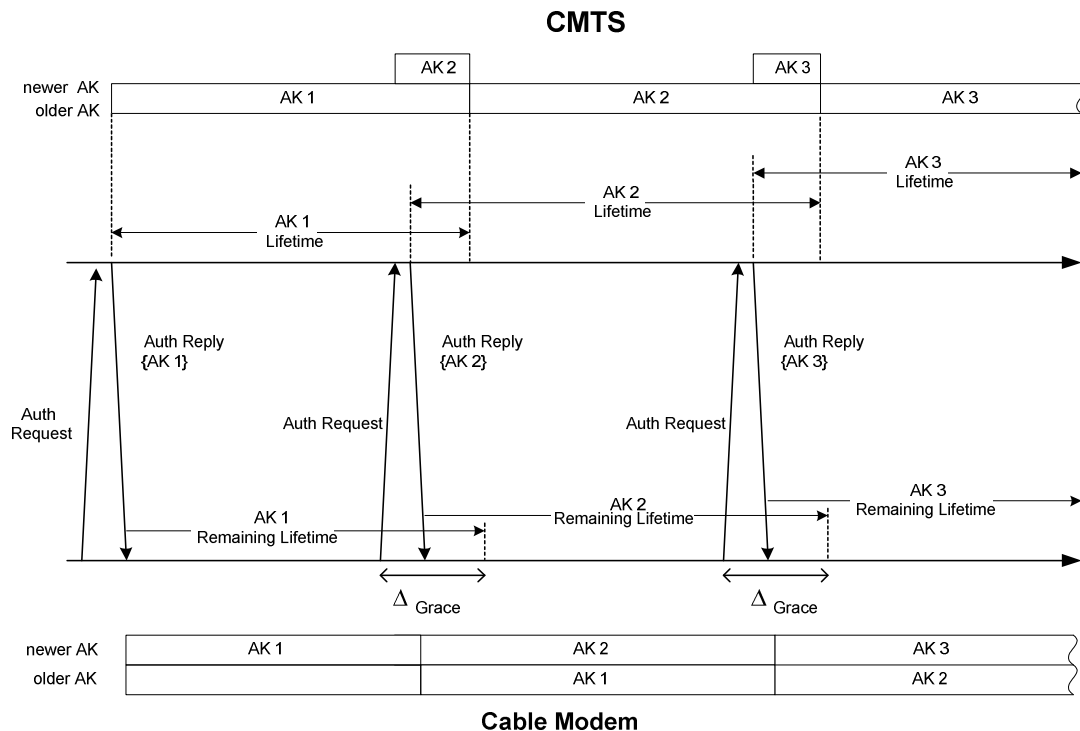 CMTS
AK 2
AK 3
newer AK
older AK
AK 1
AK 2
AK 3
AK 3
Lifetime
AK 2
Lifetime
AK 1
Lifetime
Auth Reply
{AK 1}
Auth Reply
{AK 2}
Auth Reply
{AK 3}
Auth
Request
Auth Request
Auth Request
AK 1
Remaining Lifetime
AK 2
Remaining Lifetime
AK 3
Remaining Lifetime
Δ Grace
Δ Grace
newer AK
AK 1
AK 2
AK 3
older AK
AK 1
AK 2
Cable Modem